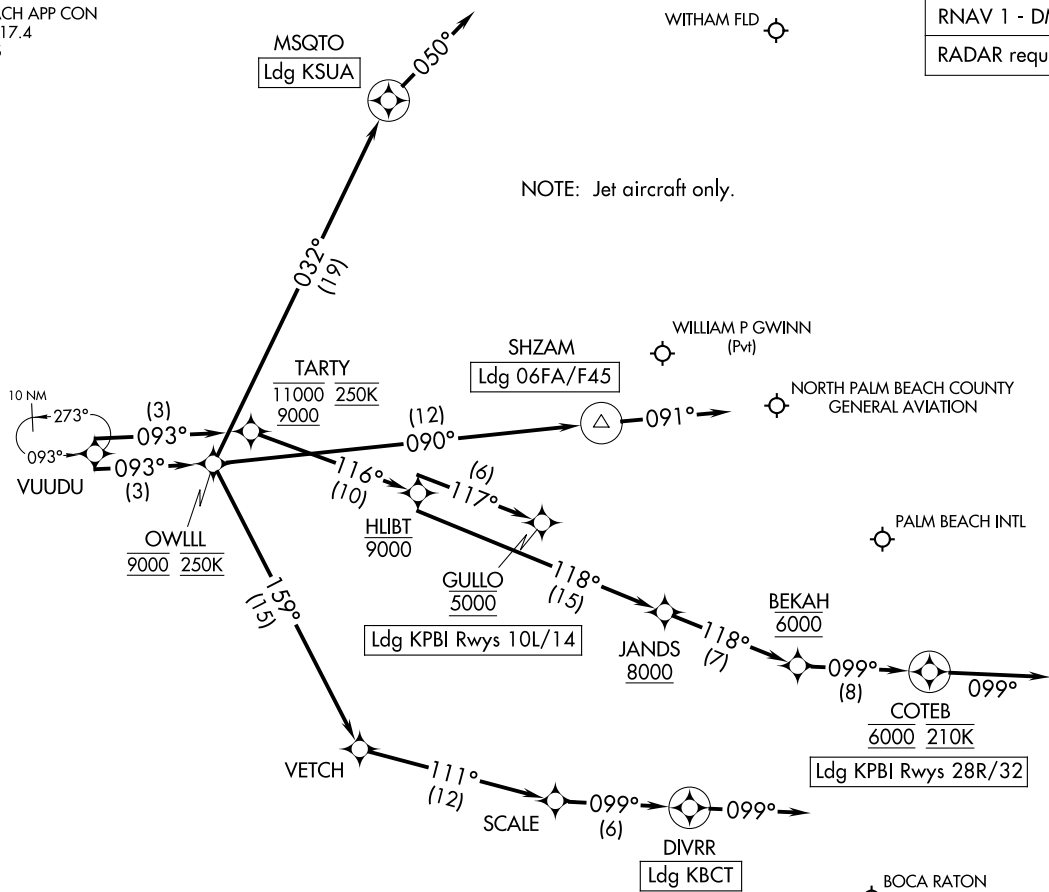 ACH APP CON
17.4
MSQTO
Ldg KSUA
050°
WITHAM FLD
RNAV 1 - DM
RADAR requ
NOTE: Jet aircraft only.
032°
(19)
WILLIAM P GWINN
(Pvt)
SHZAM
Ldg 06FA/F45
TARTY
11000 250K
9000
NORTH PALM BEACH COUNTY
GENERAL AVIATION
10 NM
273°
093°
VUUDU
(3)
093°
093°
(3)
(12)
090°
091°
116°
(10)
(6)
117°
OWLLL
9000 250K
HLIBT
9000
GULLO
5000
Ldg KPBI Rwys 10L/14
PALM BEACH INTL
118°
(15)
159°
(15)
JANDS
8000
118°
(7)
BEKAH
6000
099°
(8)
099°
COTEB
6000 210K
Ldg KPBI Rwys 28R/32
VETCH
111°
(12)
SCALE
099°
(6)
099°
DIVRR
Ldg KBCT
BOCA RATON